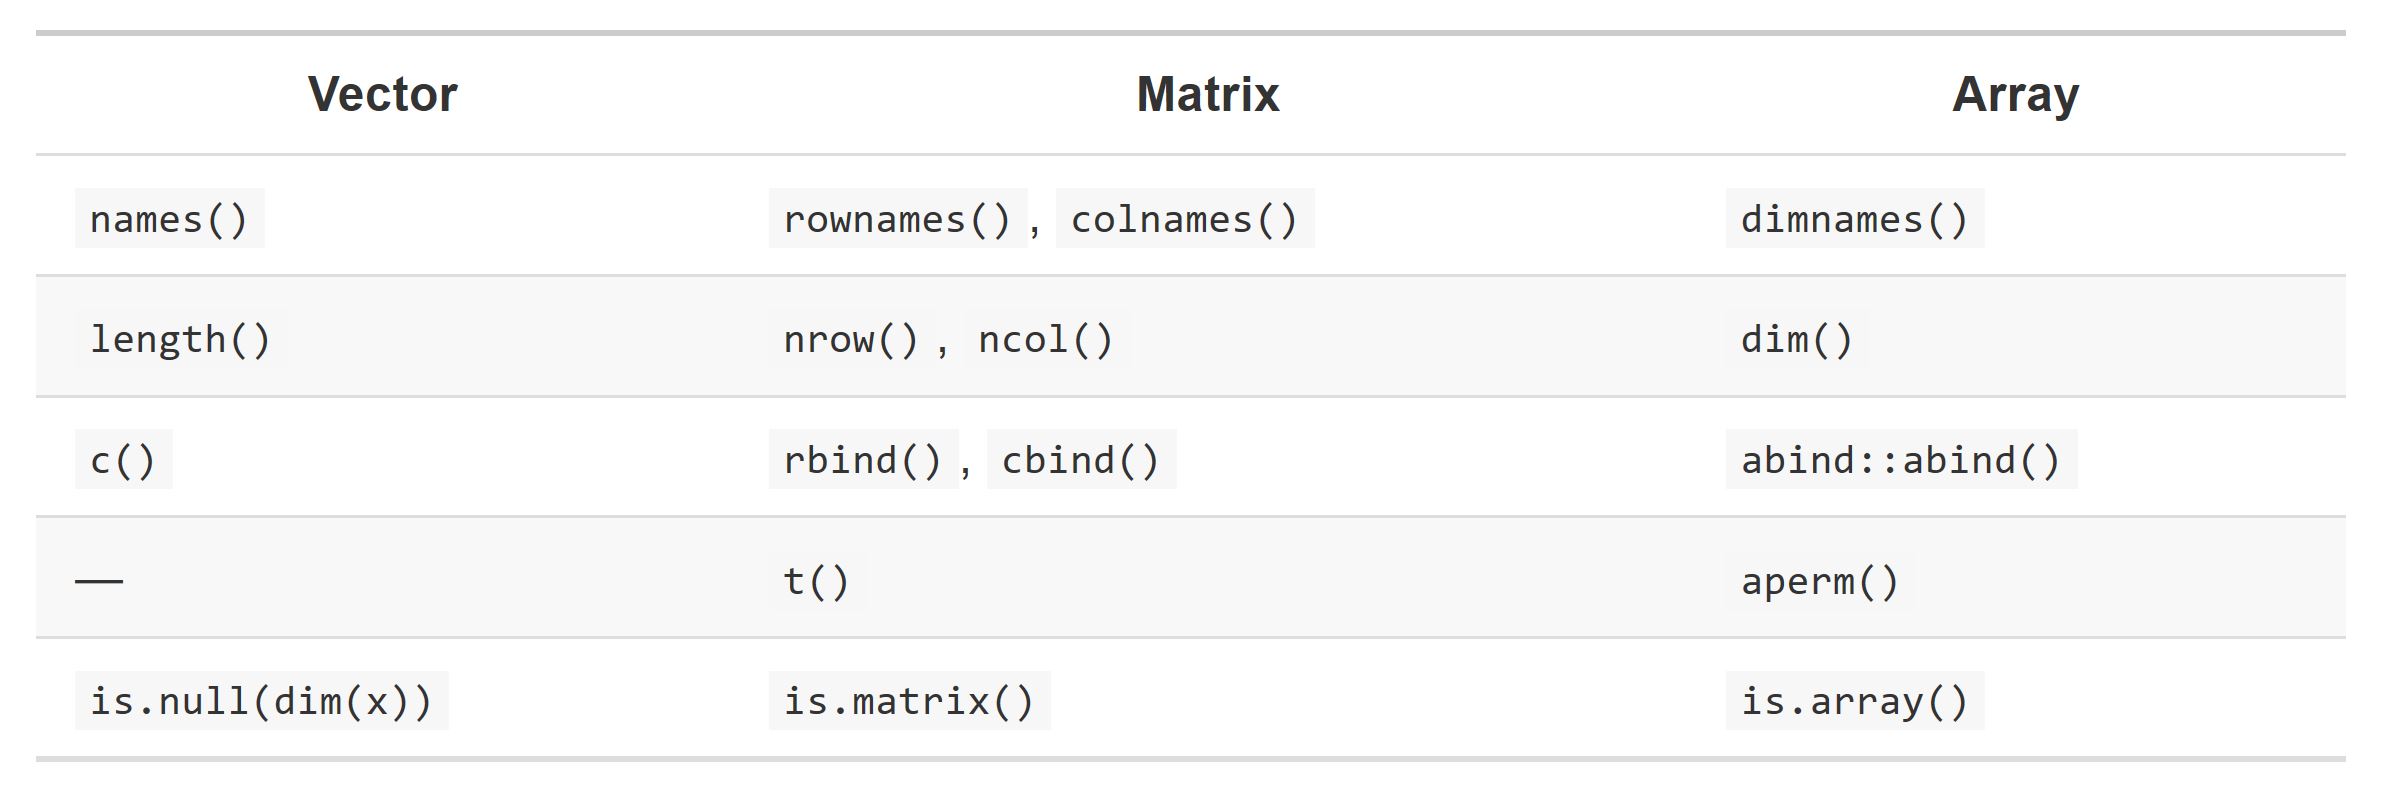 Vector Matrix Array
names() rownames(), colnames() dimnames()
length() nrow(), ncol() dim()
c() rbind(), cbind() abind::abind()
— t() aperm()
is.null(dim(x)) is.matrix() is.array()